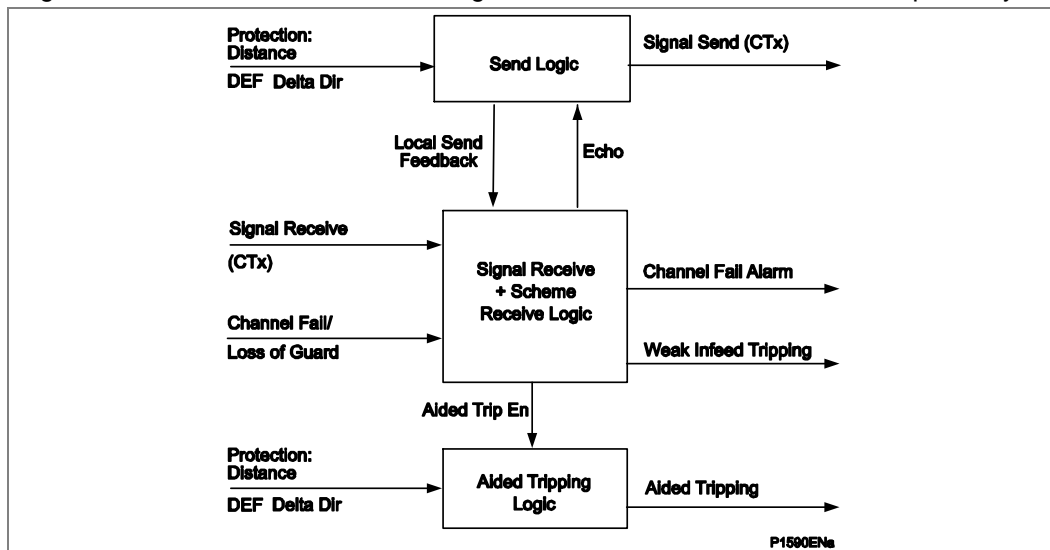 Protection:
Distance
DEF Delta Dir
Send Logic
Signal Send (CTx)
Local Send
Feedback
Echo
Signal Receive
(CTx)
Channel Fail/
Loss of Guard
Signal Receive
+ Scheme
Receive Logic
Channel Fail Alarm
Weak Infeed Tripping
Aided Trip En
Protection:
Distance
DEF Delta Dir
Aided Tripping
Logic
Aided Tripping
P1590ENa